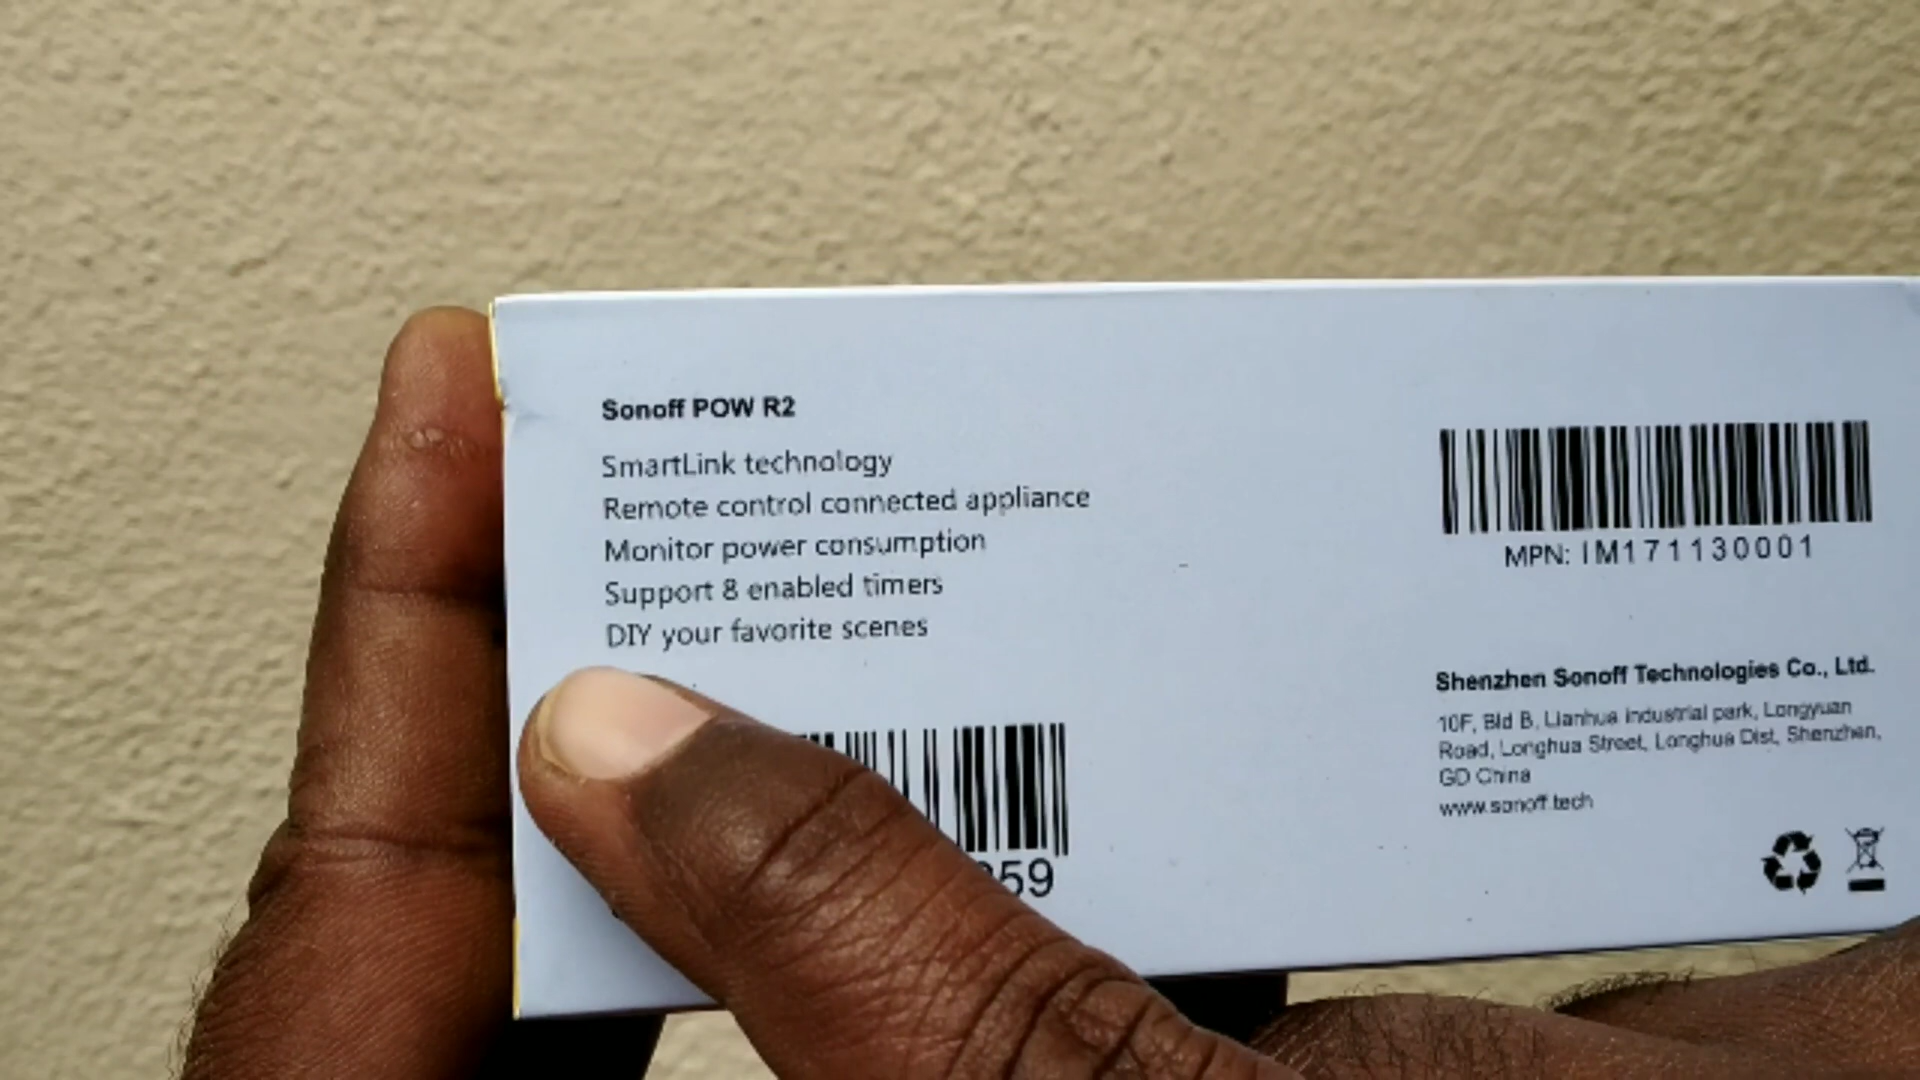 Sonoff POW R2
SmartLink technology
Remote control connected appliance
Monitor power consumption
Support 8 enabled timers
DIY your favorite scenes
59
MPN: IM171130001
Shenzhen Sonoff Technologies Co., Ltd.
10F, Bld B, Lianhua industrial park, Longyuan
Road, Longhua Street, Longhua Dist, Shenzhen,
GD China
www.sonoff.tech